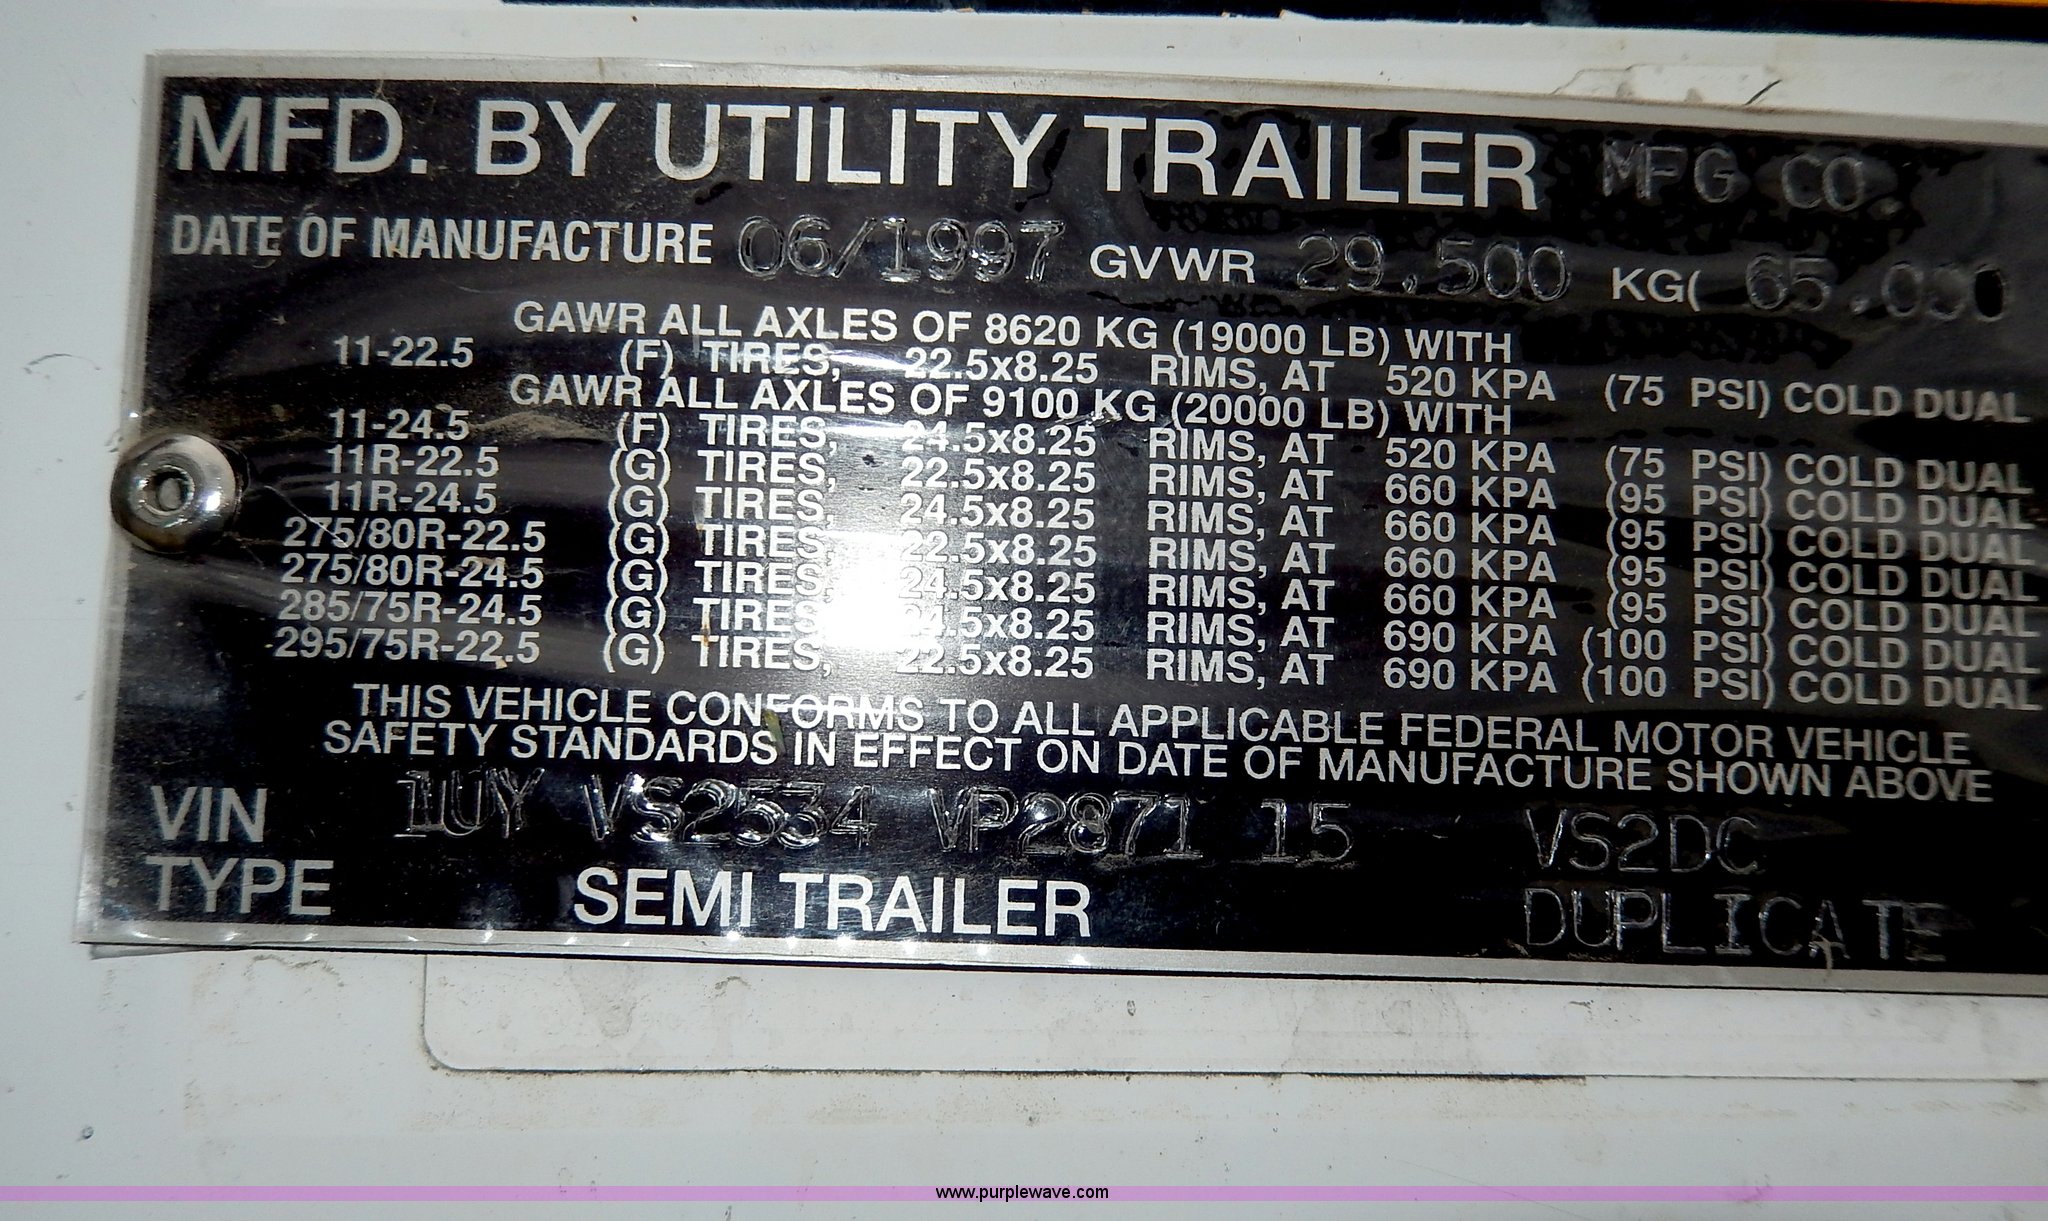 MFD. BY UTILITY TRAILER MFG CO.
DATE OF MANUFACTURE 06/1997 GVWR 29,500 KG( 65,000
GAWR ALL AXLES OF 8620 KG (19000 LB) WITH
11-22.5 (F) TIRES, 22.5x8.25 RIMS, AT 520 KPA (75 PSI) COLD DUAL
GAWR ALL AXLES OF 9100 KG (20000 LB) WITH
11-24.5 (F) TIRES, 24.5x8.25 RIMS, AT 520 KPA (75 PSI) COLD DUAL
11R-22.5 (G) TIRES, 22.5x8.25 RIMS, AT 660 KPA (95 PSI) COLD DUAL
11R-24.5 (G) TIRES, 24.5x8.25 RIMS, AT 660 KPA (95 PSI) COLD DUAL
275/80R-22.5 (G) TIRES, 22.5x8.25 RIMS, AT 660 KPA (95 PSI) COLD DUAL
275/80R-24.5 (G) TIRES, 24.5x8.25 RIMS, AT 660 KPA (95 PSI) COLD DUAL
285/75R-24.5 (G) TIRES, 24.5x8.25 RIMS, AT 690 KPA (100 PSI) COLD DUAL
295/75R-22.5 (G) TIRES, 22.5x8.25 RIMS, AT 690 KPA (100 PSI) COLD DUAL
THIS VEHICLE CONFORMS TO ALL APPLICABLE FEDERAL MOTOR VEHICLE
SAFETY STANDARDS IN EFFECT ON DATE OF MANUFACTURE SHOWN ABOVE
VIN 1UY VS2534 VP2871 15 VS2DC
TYPE SEMI TRAILER DUPLICATE
www.purplewave.com